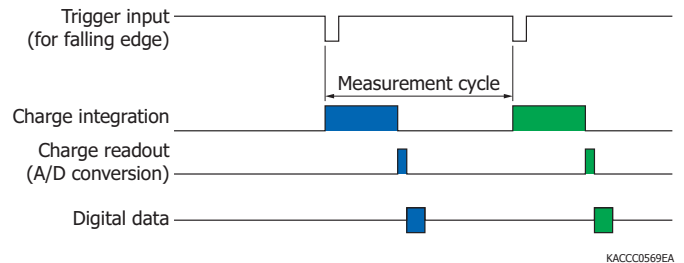 Trigger input
(for falling edge)
Measurement cycle
Charge integration
Charge readout
(A/D conversion)
Digital data
KACCC0569EA